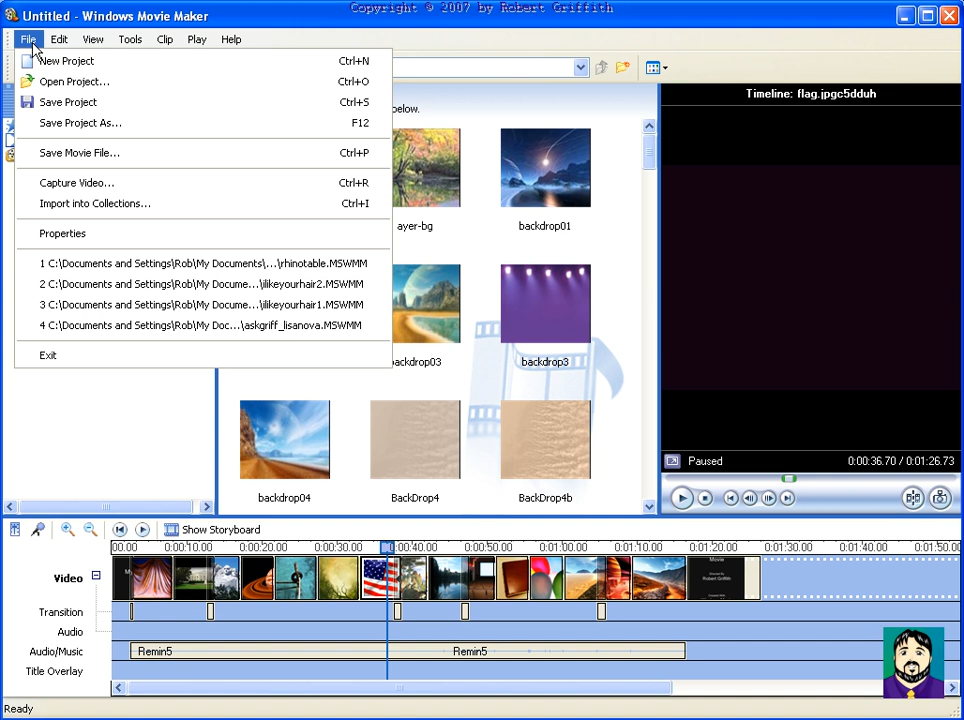 Copyright © 2007 by Robert Griffith
Untitled - Windows Movie Maker
File Edit View Tools Clip Play Help
New Project Ctrl+N
Open Project... Ctrl+O
Save Project Ctrl+S
Save Project As... F12
Save Movie File... Ctrl+P
Capture Video... Ctrl+R
Import into Collections... Ctrl+I
Properties
1 C:\Documents and Settings\Rob\My Documents\...\rhinotable.MSWMM
2 C:\Documents and Settings\Rob\My Docume...\ilikeyourhair2.MSWMM
3 C:\Documents and Settings\Rob\My Docume...\ilikeyourhair1.MSWMM
4 C:\Documents and Settings\Rob\My Doc...\askgriff_lisanova.MSWMM
Exit
below.
ayer-bg backdrop01
backdrop03 backdrop3
backdrop04 BackDrop4 BackDrop4b
Timeline: flag.jpgc5dduh
Paused 0:00:36.70 / 0:01:26.73
Show Storyboard
00.00 0:00:10.00 0:00:20.00 0:00:30.00 0:00:40.00 0:00:50.00 0:01:00.00 0:01:10.00 0:01:20.00 0:01:30.00 0:01:40.00 0:01:50.00
Video
Movie
Robert Griffith
Transition
Audio
Audio/Music Remin5 Remin5
Title Overlay
Ready